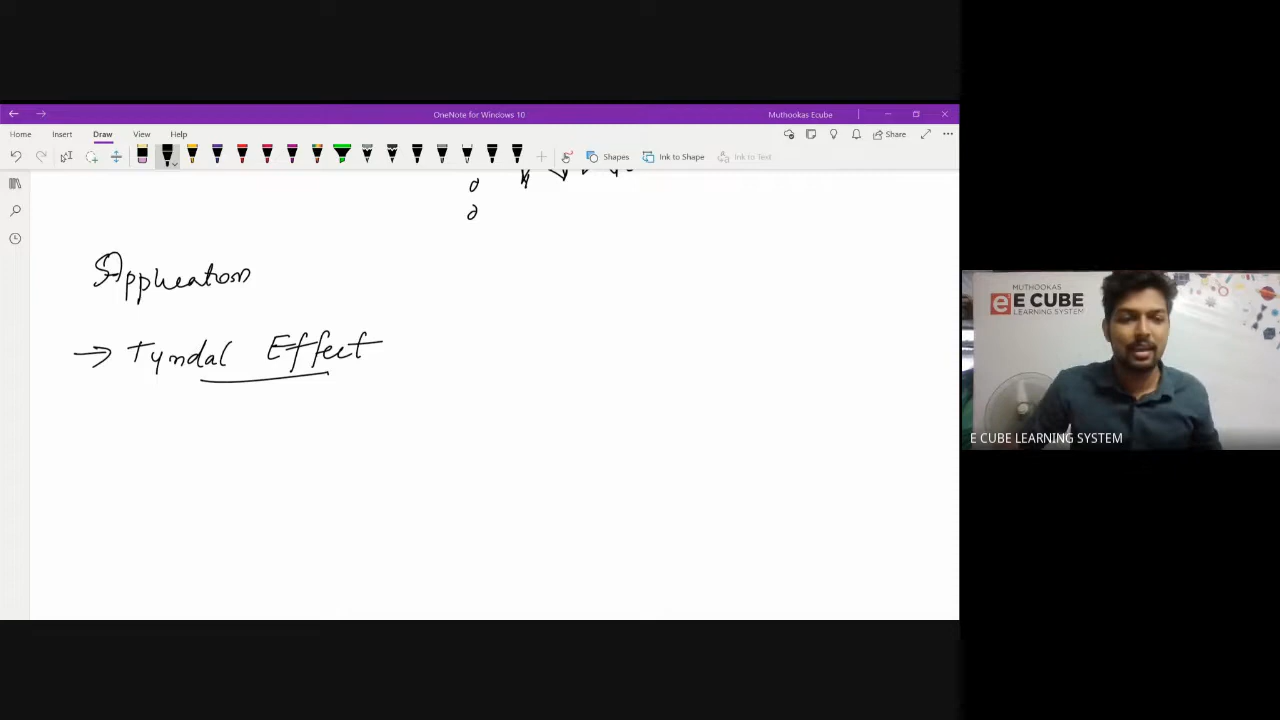 OneNote for Windows 10
Muthookas Ecube
Home Insert Draw View Help
Share
Shapes
Ink to Shape
Ink to Text
Application
→ Tyndal Effect
MUTHOOKAS
e E CUBE
LEARNING SYSTEM
E CUBE LEARNING SYSTEM